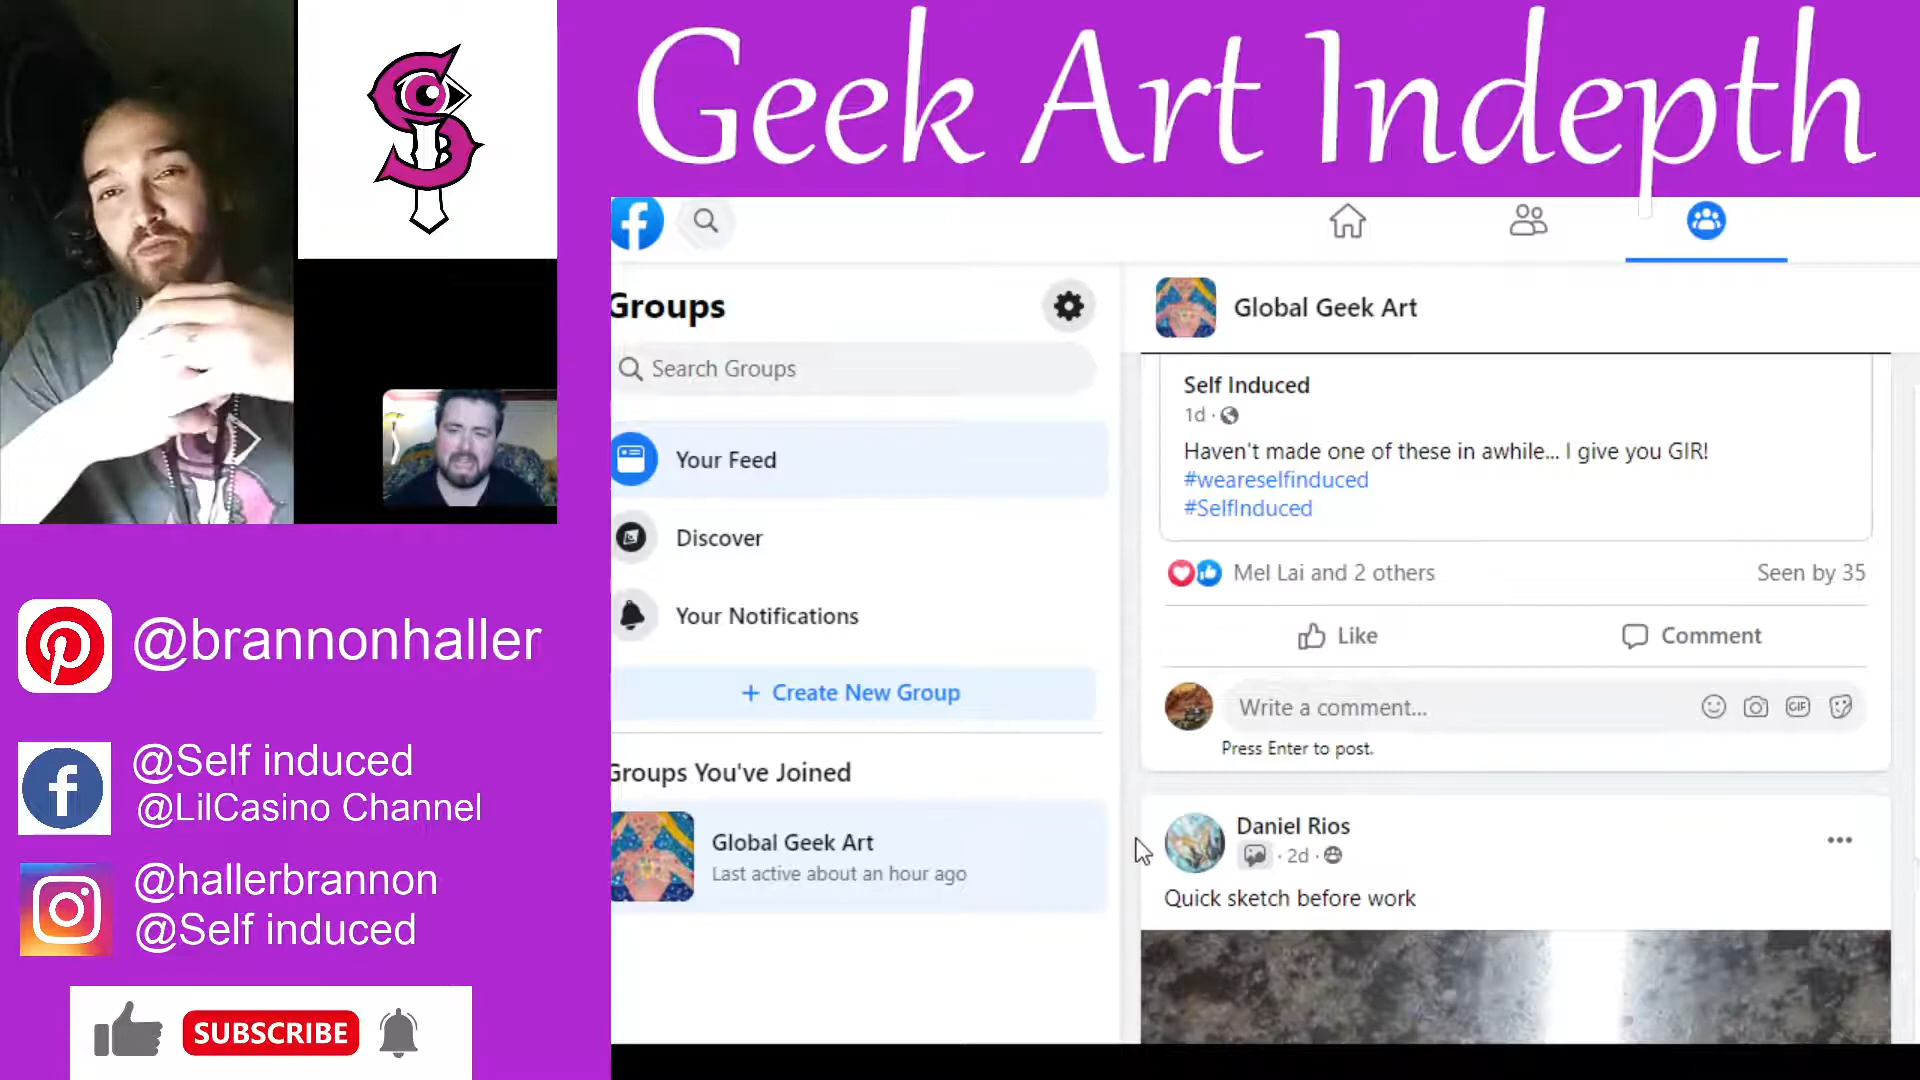 Geek Art Indepth
Groups
Search Groups
Your Feed
Discover
Your Notifications
+ Create New Group
Groups You've Joined
Global Geek Art
Last active about an hour ago
Global Geek Art
Self Induced
1d ·
Haven't made one of these in awhile... I give you GIR!
#weareselfinduced
#SelfInduced
Mel Lai and 2 others
Seen by 35
Like
Comment
Write a comment...
GIF
Press Enter to post.
Daniel Rios
· 2d ·
Quick sketch before work
@brannonhaller
@Self induced
@LilCasino Channel
@hallerbrannon
@Self induced
SUBSCRIBE